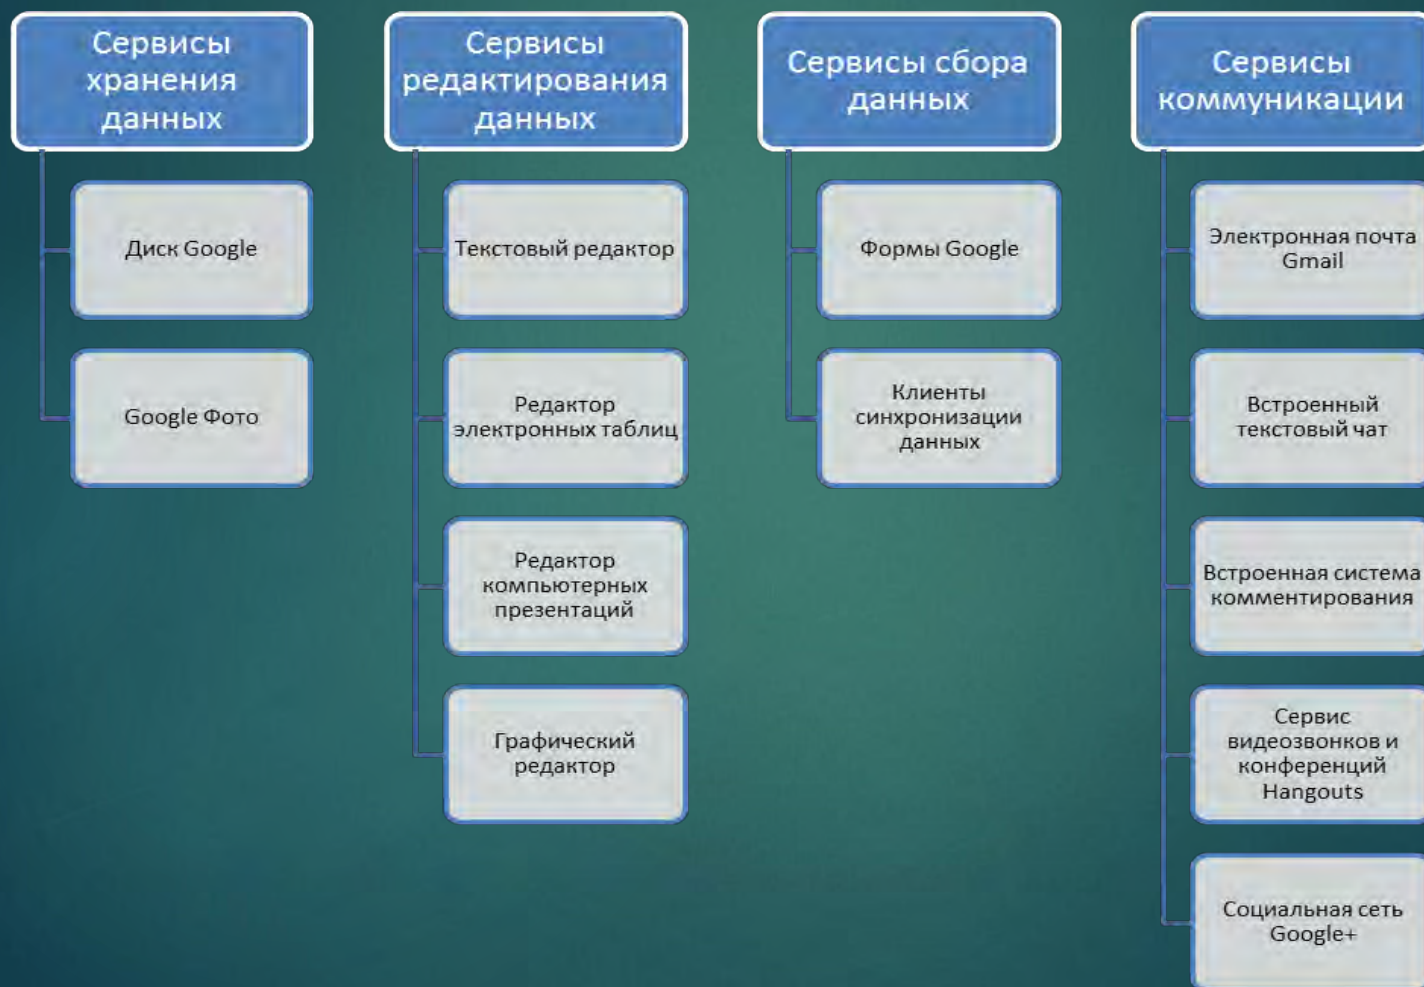 Сервисы
хранения
данных
Диск Google
Google Фото
Сервисы
редактирования
данных
Текстовый редактор
Редактор
электронных таблиц
Редактор
компьютерных
презентаций
Графический
редактор
Сервисы сбора
данных
Формы Google
Клиенты
синхронизации
данных
Сервисы
коммуникации
Электронная почта
Gmail
Встроенный
текстовый чат
Встроенная система
комментирования
Сервис
видеозвонков и
конференций
Hangouts
Социальная сеть
Google+